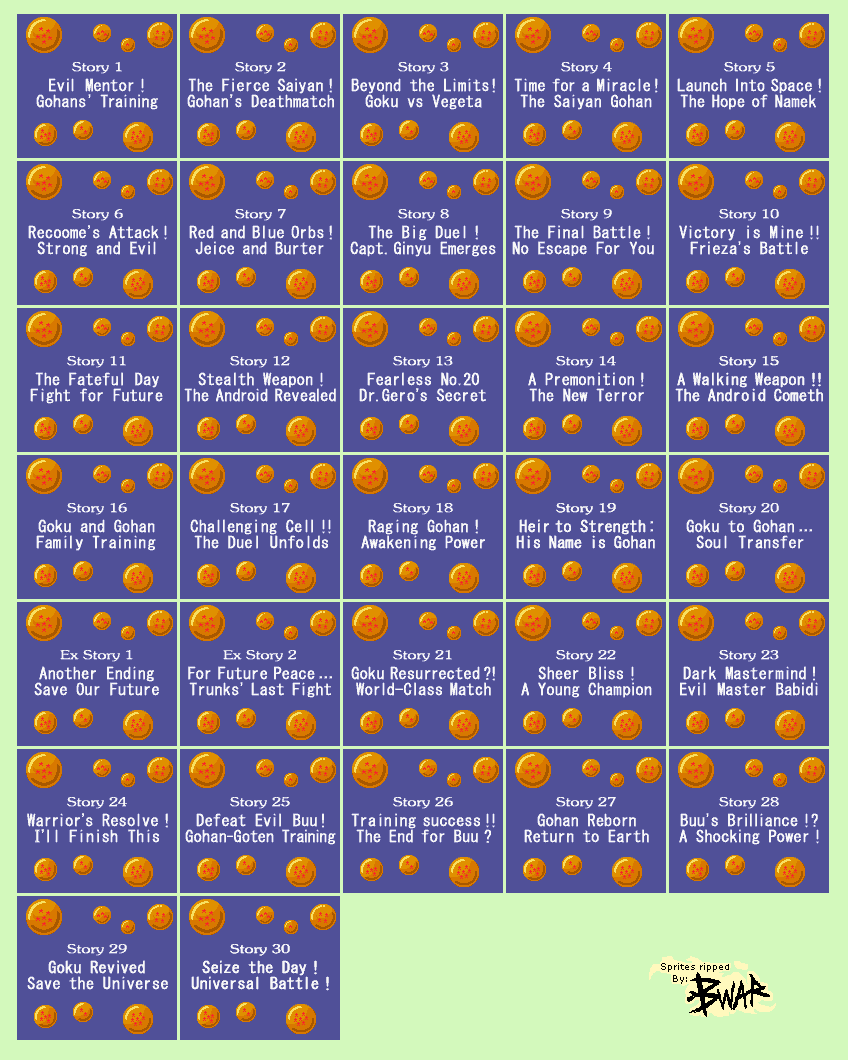 Story 1
Evil Mentor!
Gohans' Training
Story 2
The Fierce Saiyan!
Gohan's Deathmatch
Story 3
Beyond the Limits!
Goku vs Vegeta
Story 4
Time for a Miracle!
The Saiyan Gohan
Story 5
Launch Into Space!
The Hope of Namek
Story 6
Recoome's Attack!
Strong and Evil
Story 7
Red and Blue Orbs!
Jeice and Burter
Story 8
The Big Duel!
Capt. Ginyu Emerges
Story 9
The Final Battle!
No Escape For You
Story 10
Victory is Mine!!
Frieza's Battle
Story 11
The Fateful Day
Fight for Future
Story 12
Stealth Weapon!
The Android Revealed
Story 13
Fearless No.20
Dr.Gero's Secret
Story 14
A Premonition!
The New Terror
Story 15
A Walking Weapon!!
The Android Cometh
Story 16
Goku and Gohan
Family Training
Story 17
Challenging Cell!!
The Duel Unfolds
Story 18
Raging Gohan!
Awakening Power
Story 19
Heir to Strength:
His Name is Gohan
Story 20
Goku to Gohan...
Soul Transfer
Ex Story 1
Another Ending
Save Our Future
Ex Story 2
For Future Peace...
Trunks' Last Fight
Story 21
Goku Resurrected?!
World-Class Match
Story 22
Sheer Bliss!
A Young Champion
Story 23
Dark Mastermind!
Evil Master Babidi
Story 24
Warrior's Resolve!
I'll Finish This
Story 25
Defeat Evil Buu!
Gohan-Goten Training
Story 26
Training success!!
The End for Buu?
Story 27
Gohan Reborn
Return to Earth
Story 28
Buu's Brilliance!?
A Shocking Power!
Story 29
Goku Revived
Save the Universe
Story 30
Seize the Day!
Universal Battle!
Sprites ripped
By: BWAR